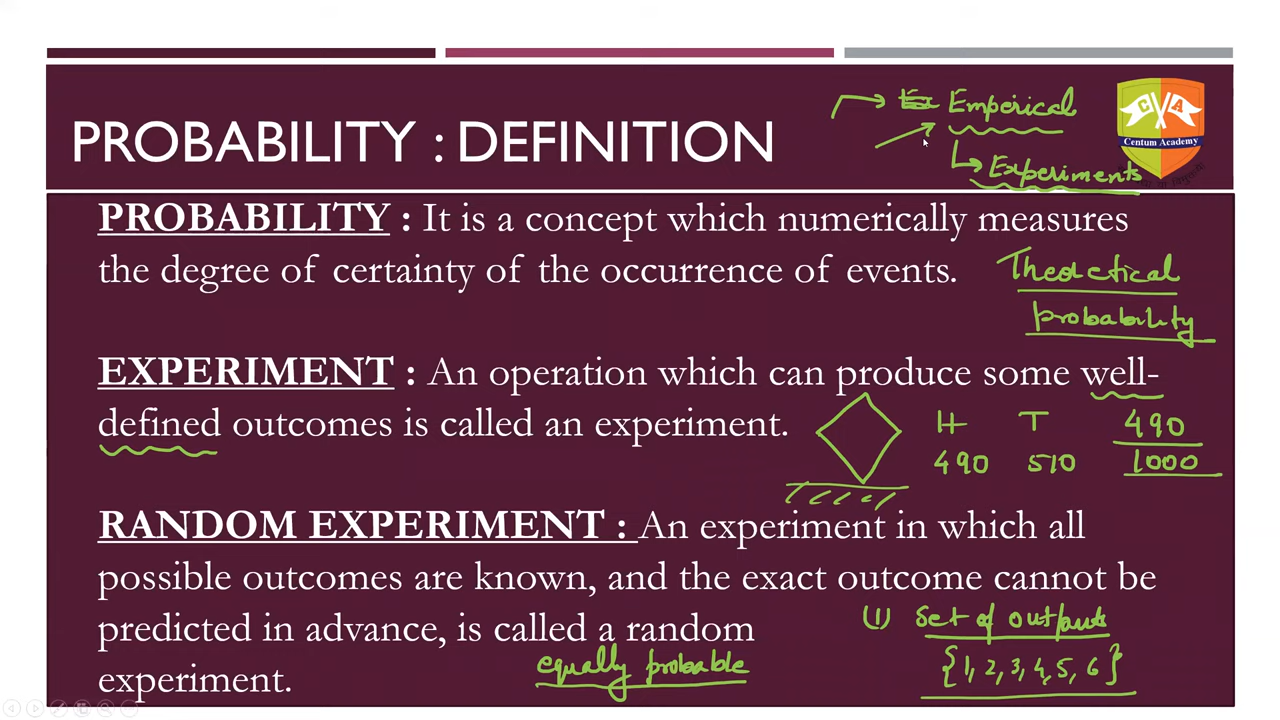 PROBABILITY : DEFINITION
Emperical
Experiments
C A
Centum Academy
PROBABILITY : It is a concept which numerically measures
the degree of certainty of the occurrence of events.
Theoretical
probability
EXPERIMENT : An operation which can produce some well-
defined outcomes is called an experiment.
H T 490
490 510 1000
RANDOM EXPERIMENT : An experiment in which all
possible outcomes are known, and the exact outcome cannot be
predicted in advance, is called a random
experiment.
equally probable
(1) Set of outputs
{1, 2, 3, 4, 5, 6}